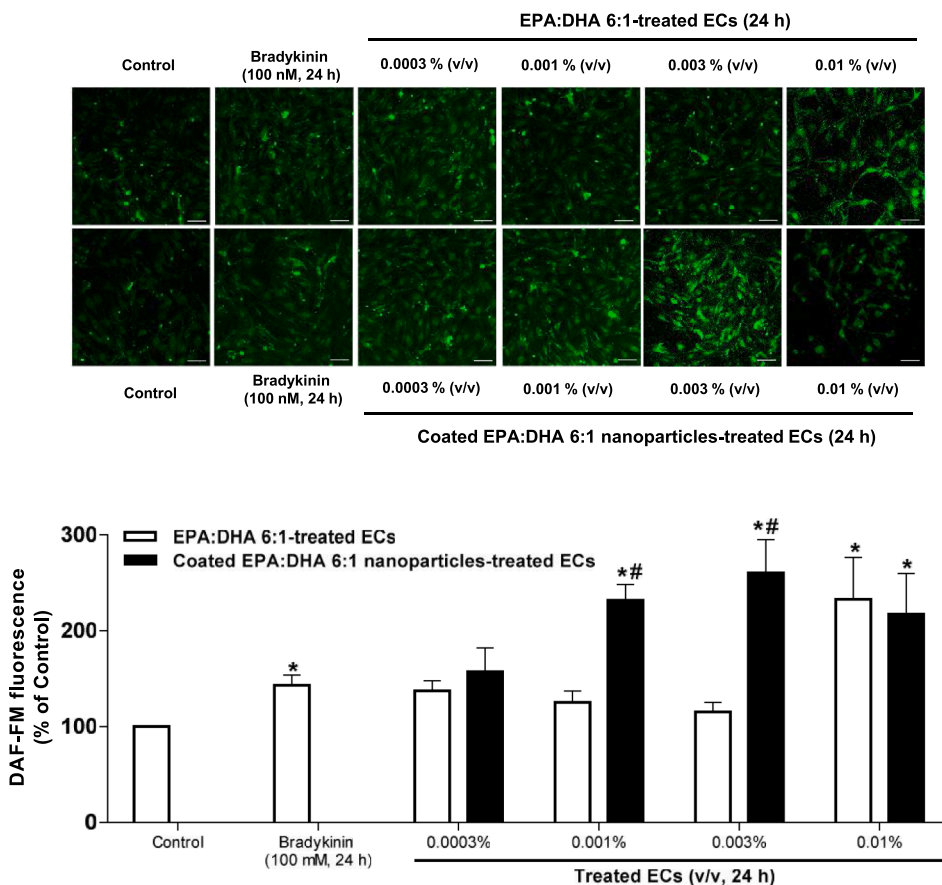 EPA:DHA 6:1-treated ECs (24 h)
Control
Bradykinin
(100 nM, 24 h)
0.0003 % (v/v)
0.001 % (v/v)
0.003 % (v/v)
0.01 % (v/v)
Control
Bradykinin
(100 nM, 24 h)
0.0003 % (v/v)
0.001 % (v/v)
0.003 % (v/v)
0.01 % (v/v)
Coated EPA:DHA 6:1 nanoparticles-treated ECs (24 h)
DAF-FM fluorescence
(% of Control)
300
200
100
0
EPA:DHA 6:1-treated ECs
Coated EPA:DHA 6:1 nanoparticles-treated ECs
*
*#
*#
*
*
Control
Bradykinin
(100 mM, 24 h)
0.0003%
0.001%
0.003%
0.01%
Treated ECs (v/v, 24 h)